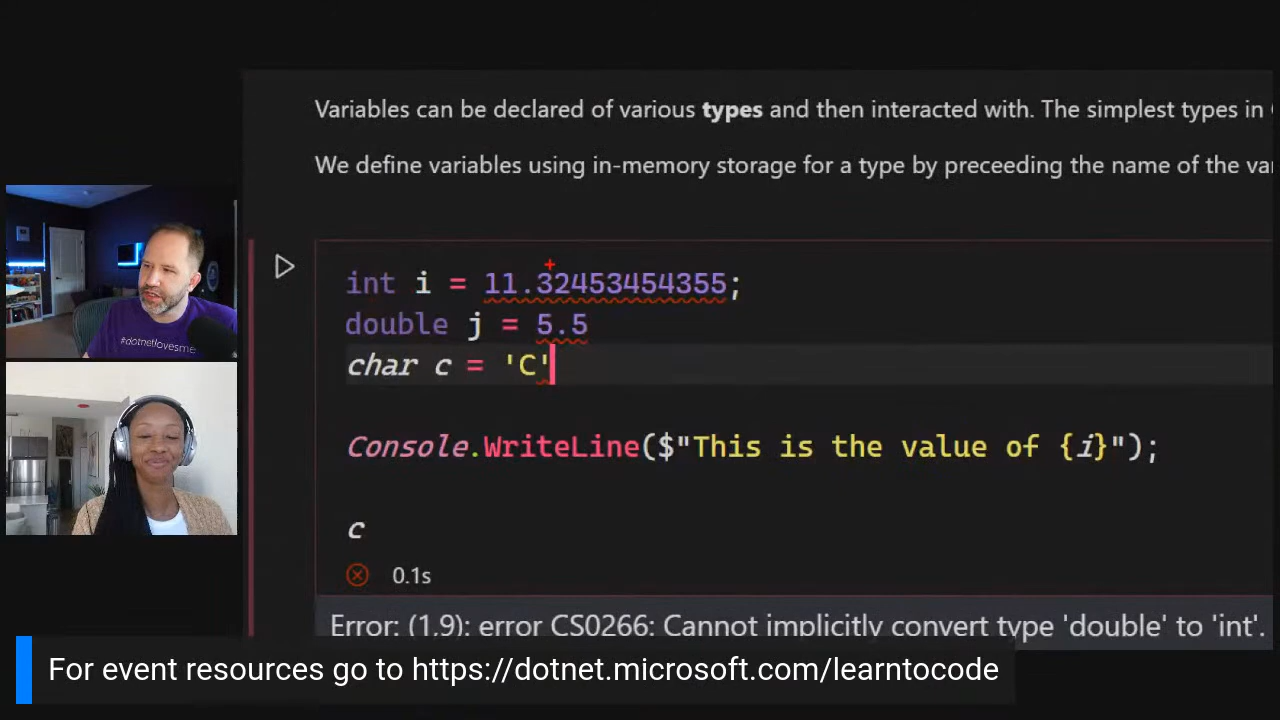 Variables can be declared of various types and then interacted with. The simplest types in
We define variables using in-memory storage for a type by preceeding the name of the va
int i = 11.32453454355;
double j = 5.5
char c = 'C'
Console.WriteLine($"This is the value of {i}");
c
0.1s
Error: (1,9): error CS0266: Cannot implicitly convert type 'double' to 'int'.
#dotnetlovesme
For event resources go to https://dotnet.microsoft.com/learntocode